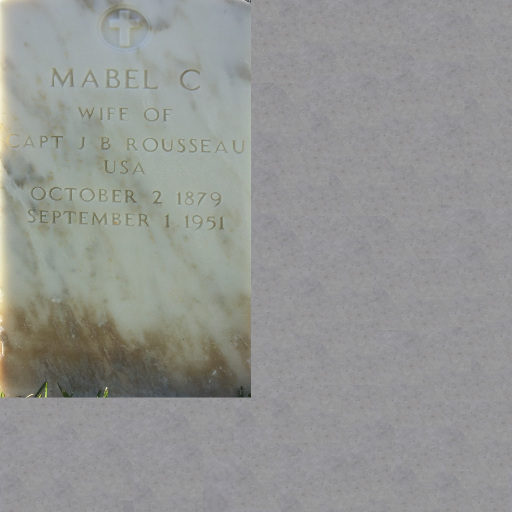 MABEL C
WIFE OF
CAPT J B ROUSSEAU
USA
OCTOBER 2 1879
SEPTEMBER 1 1951